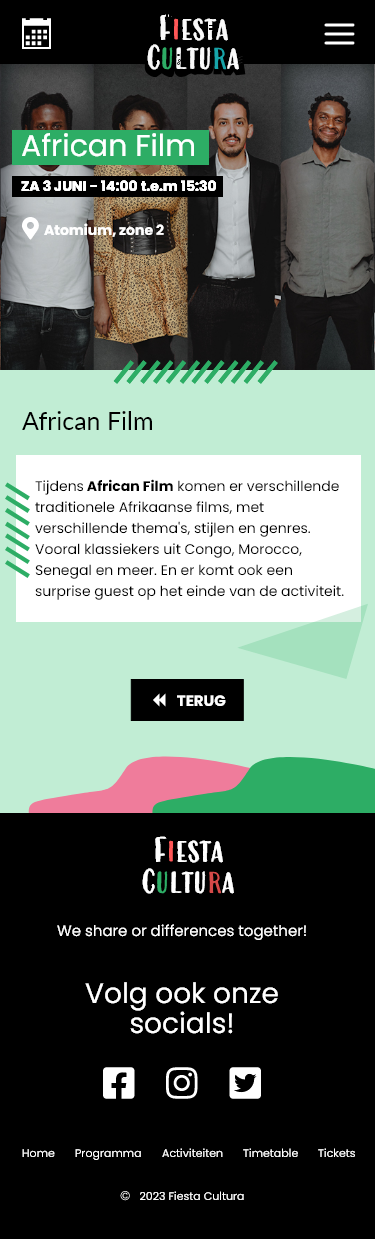 FIESTA
CULTURA
African Film
ZA 3 JUNI - 14:00 t.e.m 15:30
Atomium, zone 2
African Film
Tijdens African Film komen er verschillende
traditionele Afrikaanse films, met
verschillende thema's, stijlen en genres.
Vooral klassiekers uit Congo, Morocco,
Senegal en meer. En er komt ook een
surprise guest op het einde van de activiteit.
TERUG
FIESTA
CULTURA
We share or differences together!
Volg ook onze
socials!
Home Programma Activiteiten Timetable Tickets
© 2023 Fiesta Cultura